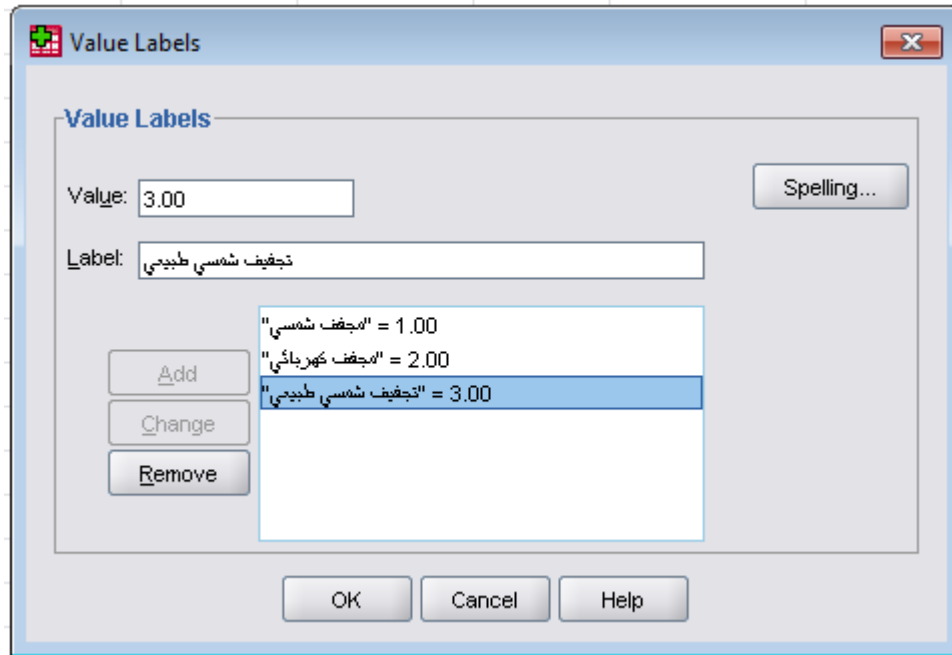 Value Labels
Value Labels
Value: 3.00
Spelling...
Label: تجفيف شمسي طبيعي
1.00 = "مجفف شمسي"
2.00 = "مجفف كهربائي"
3.00 = "تجفيف شمسي طبيعي"
Add
Change
Remove
OK Cancel Help